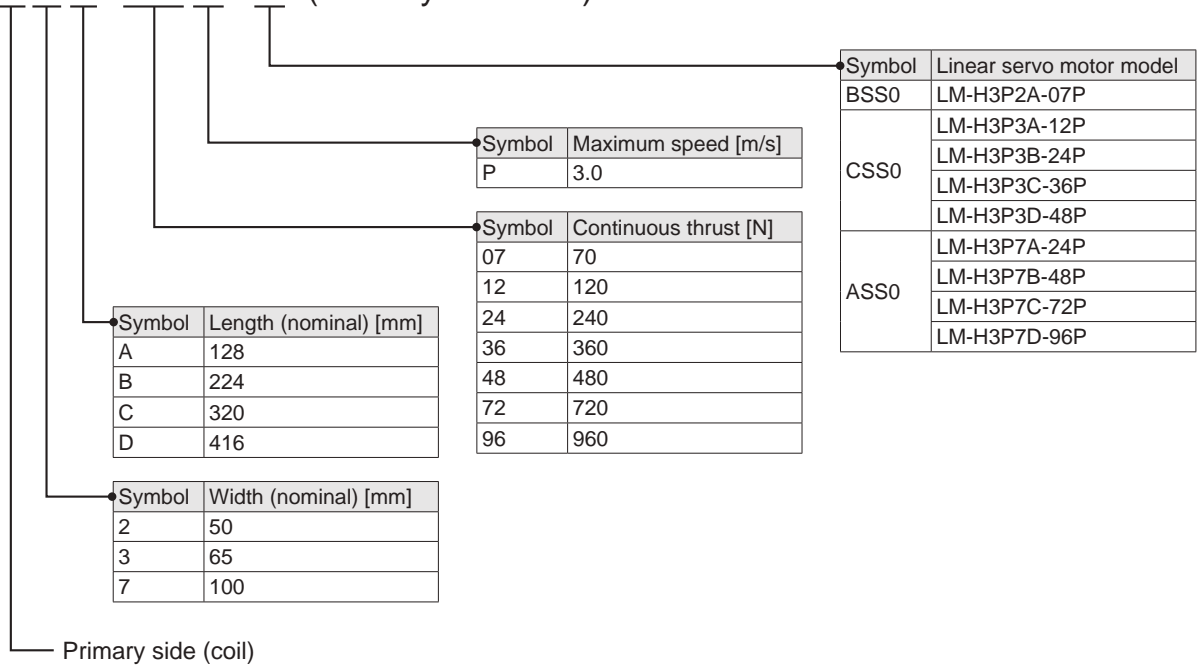 Symbol Linear servo motor model
BSS0 LM-H3P2A-07P
CSS0 LM-H3P3A-12P
LM-H3P3B-24P
LM-H3P3C-36P
LM-H3P3D-48P
ASS0 LM-H3P7A-24P
LM-H3P7B-48P
LM-H3P7C-72P
LM-H3P7D-96P
Symbol Maximum speed [m/s]
P 3.0
Symbol Continuous thrust [N]
07 70
12 120
24 240
36 360
48 480
72 720
96 960
Symbol Length (nominal) [mm]
A 128
B 224
C 320
D 416
Symbol Width (nominal) [mm]
2 50
3 65
7 100
Primary side (coil)